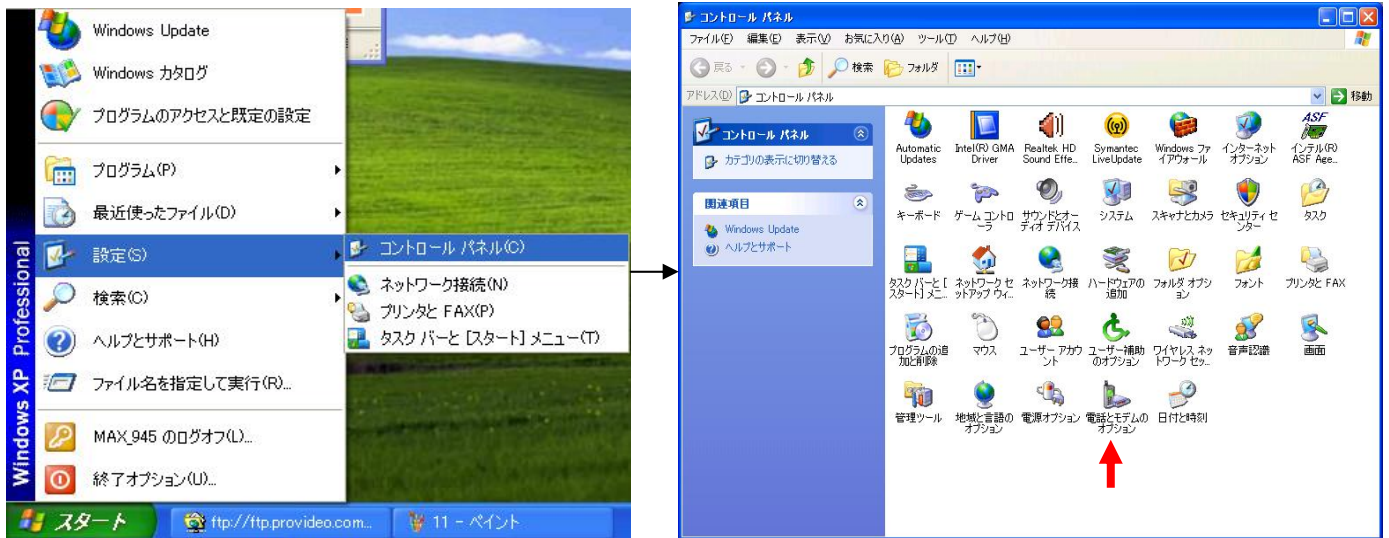 Windows Update
Windows カタログ
プログラムのアクセスと既定の設定
プログラム(P)
最近使ったファイル(D)
設定(S)
検索(C)
ヘルプとサポート(H)
ファイル名を指定して実行(R)...
MAX_945 のログオフ(L)...
終了オプション(U)...
Windows XP Professional
コントロール パネル(C)
ネットワーク接続(N)
プリンタと FAX(P)
タスク バーと [スタート] メニュー(T)
スタート
ftp://ftp.provideo.com...
11 - ペイント
コントロール パネル
ファイル(F) 編集(E) 表示(V) お気に入り(A) ツール(T) ヘルプ(H)
戻る 検索 フォルダ
アドレス(D) コントロール パネル 移動
コントロール パネル
カテゴリの表示に切り替える
関連項目
Windows Update
ヘルプとサポート
Automatic
Updates
Intel(R) GMA
Driver
Realtek HD
Sound Effe...
Symantec
LiveUpdate
Windows ファ
イアウォール
インターネット
オプション
ASF
インテル(R)
ASF Age...
キーボード
ゲーム コントロ
ーラ
サウンドとオー
ディオ デバイス
システム
スキャナとカメラ
セキュリティ セ
ンター
タスク
タスク バーと [
スタート] メニ...
ネットワーク セ
ットアップ ウィ...
ネットワーク接
続
ハードウェアの
追加
フォルダ オプシ
ョン
フォント
プリンタと FAX
プログラムの追
加と削除
マウス
ユーザー アカウ
ント
ユーザー補助
のオプション
ワイヤレス ネッ
トワーク セッ...
音声認識
画面
管理ツール
地域と言語の
オプション
電源オプション
電話とモデムの
オプション
日付と時刻